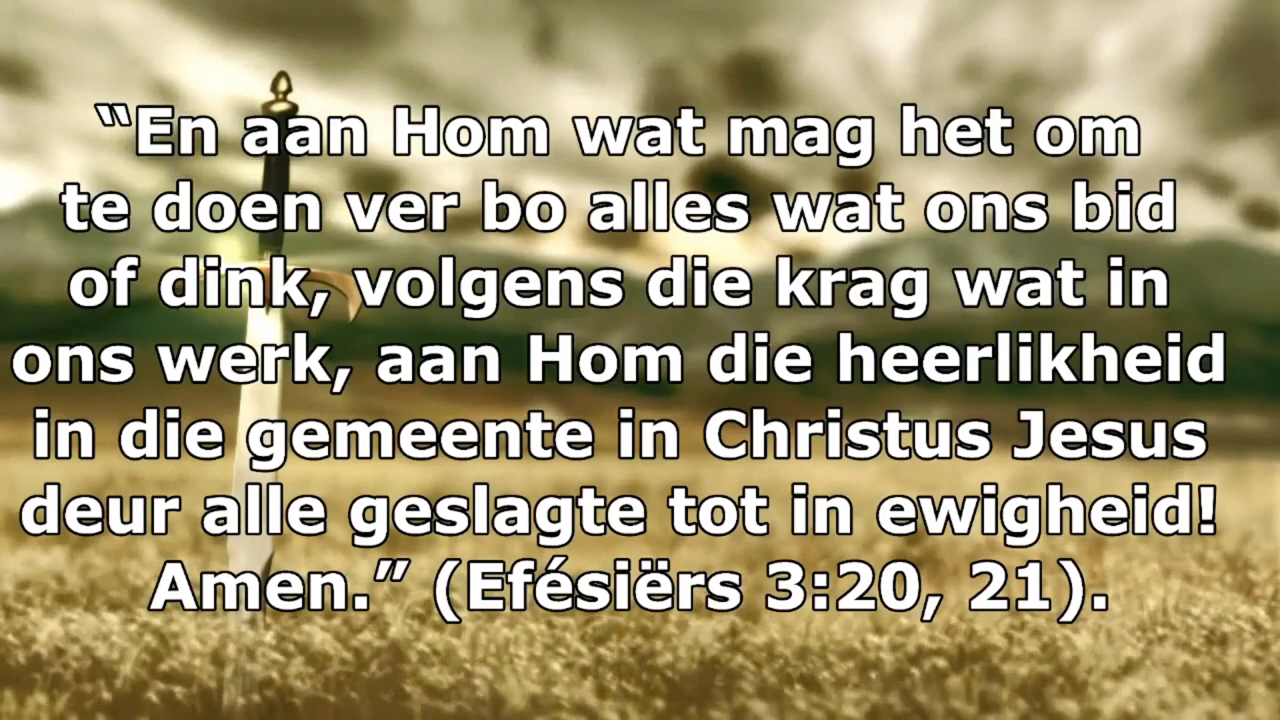 “En aan Hom wat mag het om
te doen ver bo alles wat ons bid
of dink, volgens die krag wat in
ons werk, aan Hom die heerlikheid
in die gemeente in Christus Jesus
deur alle geslagte tot in ewigheid!
Amen.” (Efésiërs 3:20, 21).